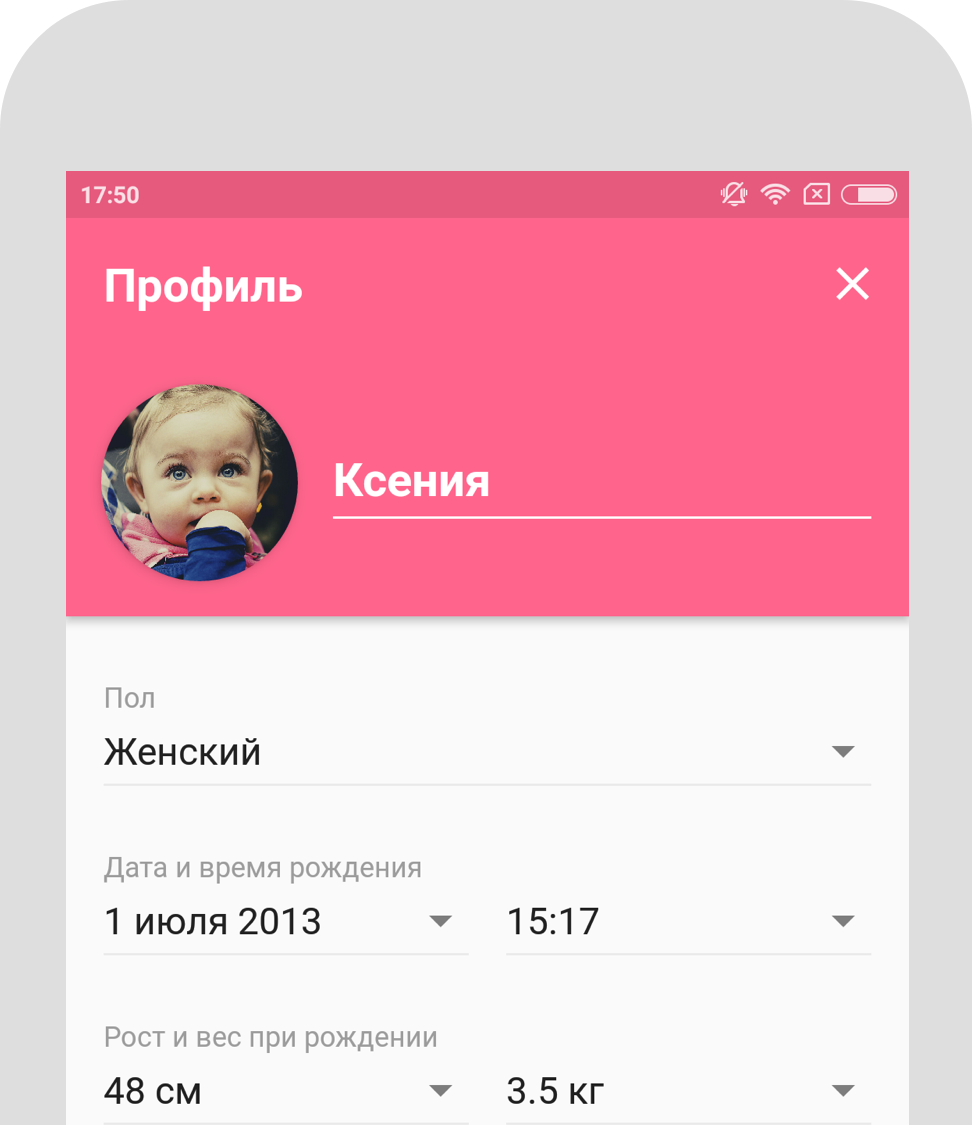 17:50
Профиль
Ксения
Пол
Женский
Дата и время рождения
1 июля 2013 15:17
Рост и вес при рождении
48 см 3.5 кг